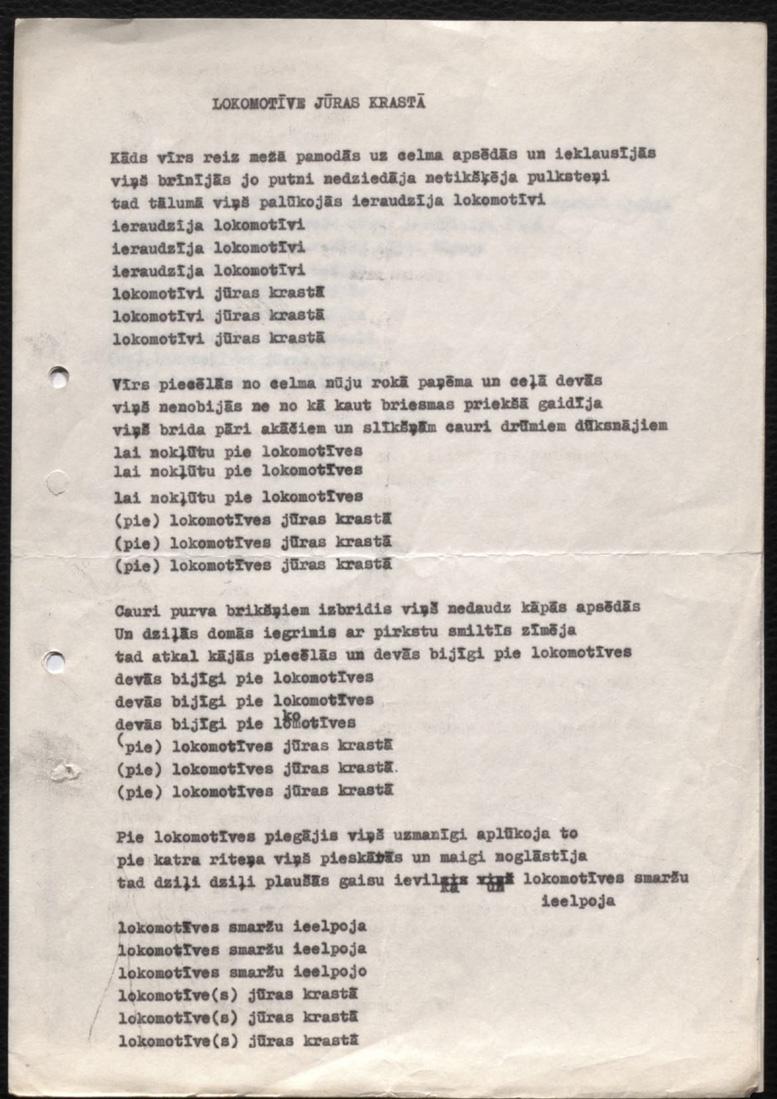 LOKOMOTĪVE JŪRAS KRASTĀ
Kāds vīrs reiz mežā pamodās uz celma apsēdās un ieklausījās
viņš brīnījās jo putni nedziedāja netikšķēja pulksteņi
tad tālumā viņš palūkojās ieraudzīja lokomotīvi
ieraudzīja lokomotīvi
ieraudzīja lokomotīvi
ieraudzīja lokomotīvi
lokomotīvi jūras krastā
lokomotīvi jūras krastā
lokomotīvi jūras krastā
Vīrs piecēlās no celma nūju rokā paņēma un ceļā devās
viņš nenobijās ne no kā kaut briesmas priekšā gaidīja
viņš brida pāri akāčiem un slīkšņām cauri drūmiem dūksnājiem
lai nokļūtu pie lokomotīves
lai nokļūtu pie lokomotīves
lai nokļūtu pie lokomotīves
(pie) lokomotīves jūras krastā
(pie) lokomotīves jūras krastā
(pie) lokomotīves jūras krastā
Cauri purva brikšņiem izbridis viņš nedaudz kāpās apsēdās
Un dziļās domās iegrimis ar pirkstu smiltīs zīmēja
tad atkal kājās piecēlās un devās bijīgi pie lokomotīves
devās bijīgi pie lokomotīves
devās bijīgi pie lokomotīves
devās bijīgi pie lokomotīves
(pie) lokomotīves jūras krastā
(pie) lokomotīves jūras krastā.
(pie) lokomotīves jūras krastā
Pie lokomotīves piegājis viņš uzmanīgi aplūkoja to
pie katra riteņa viņš pieskārās un maigi noglāstīja
tad dziļi dziļi plaušās gaisu ievilka un lokomotīves smaržu
ieelpoja
lokomotīves smaržu ieelpoja
lokomotīves smaržu ieelpoja
lokomotīves smaržu ieelpojo
lokomotīve(s) jūras krastā
lokomotīve(s) jūras krastā
lokomotīve(s) jūras krastā